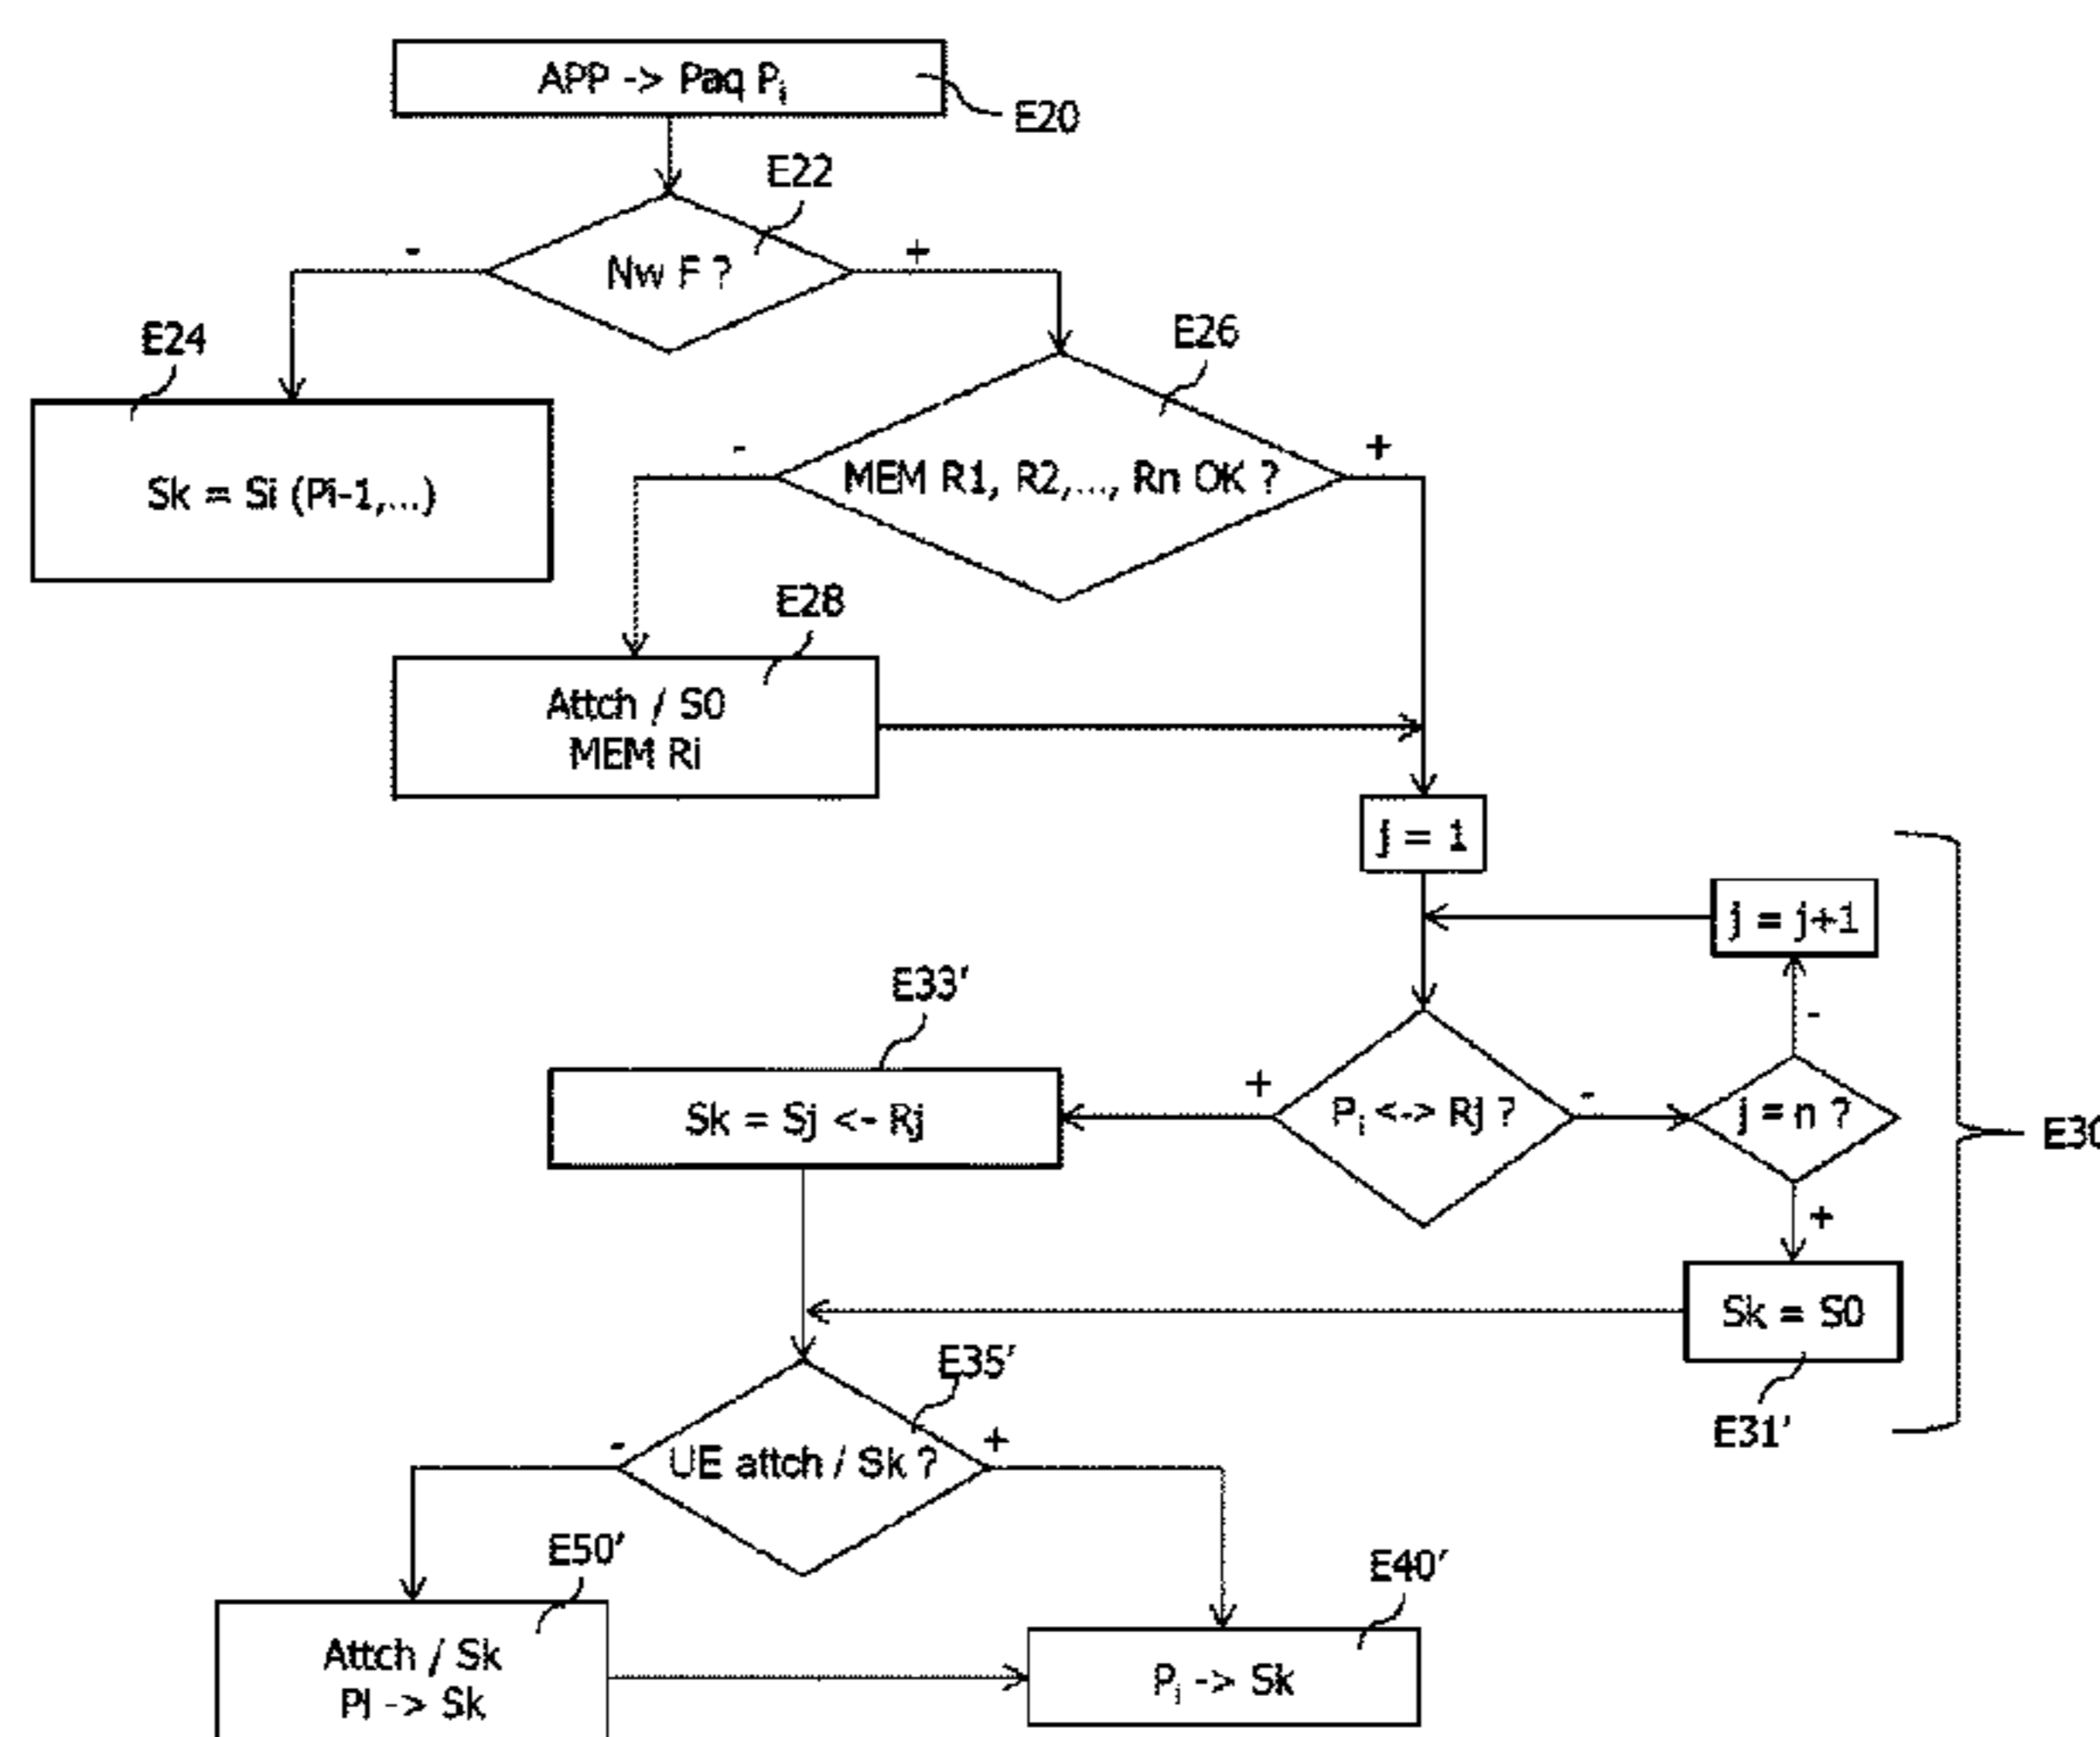 APP -> Paq Pi
E20
E22
-
+
Nw F ?
E24
E26
Sk = Si (Pi-1,...)
-
+
MEM R1, R2,..., Rn OK ?
E28
Attch / S0
MEM Ri
j = 1
j = j+1
E33'
-
Sk = Sj <- Rj
+
Pi <-> Rj ?
-
j = n ?
+
Sk = S0
E31'
E35'
-
+
UE attch / Sk ?
E50'
E40'
Attch / Sk
Pi -> Sk
Pi -> Sk